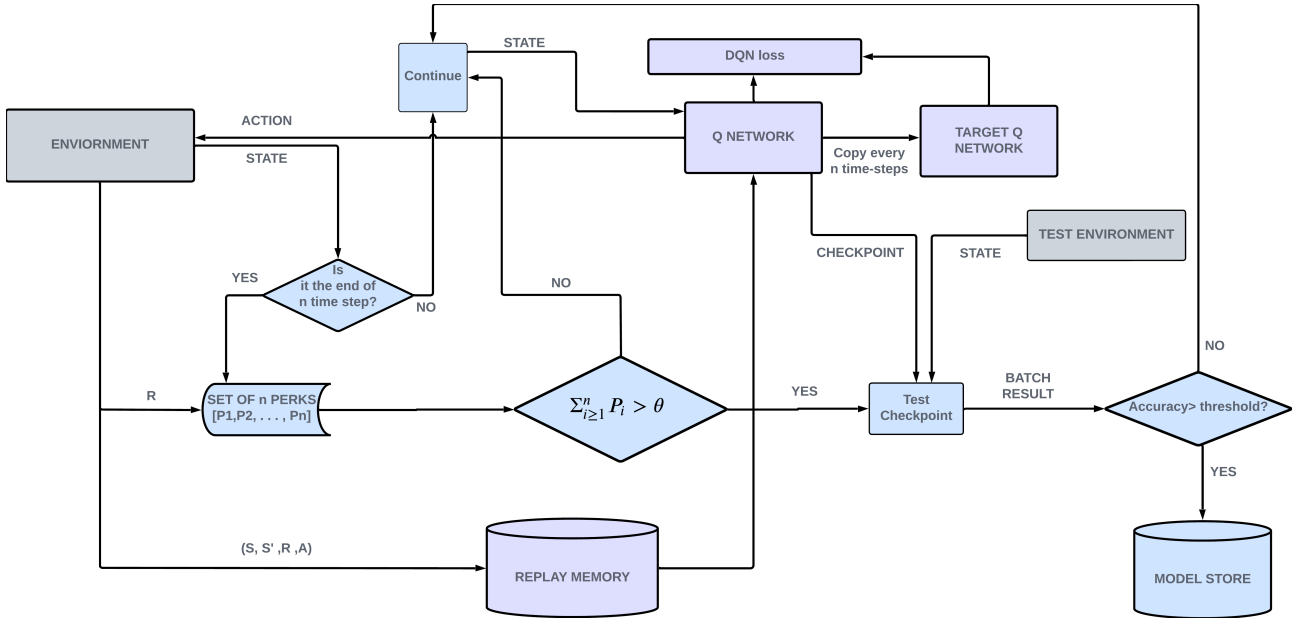 STATE
DQN loss
Continue
ACTION
Q NETWORK
TARGET Q
NETWORK
ENVIORNMENT
STATE
Copy every
n time-steps
TEST ENVIRONMENT
CHECKPOINT
STATE
Is
it the end of
n time step?
YES
NO
NO
NO
R
SET OF n PERKS
[P1,P2, . . . , Pn]
Σⁿᵢ≥₁ Pᵢ > θ
YES
Test
Checkpoint
BATCH
RESULT
Accuracy> threshold?
YES
(S, S' ,R ,A)
REPLAY MEMORY
MODEL STORE